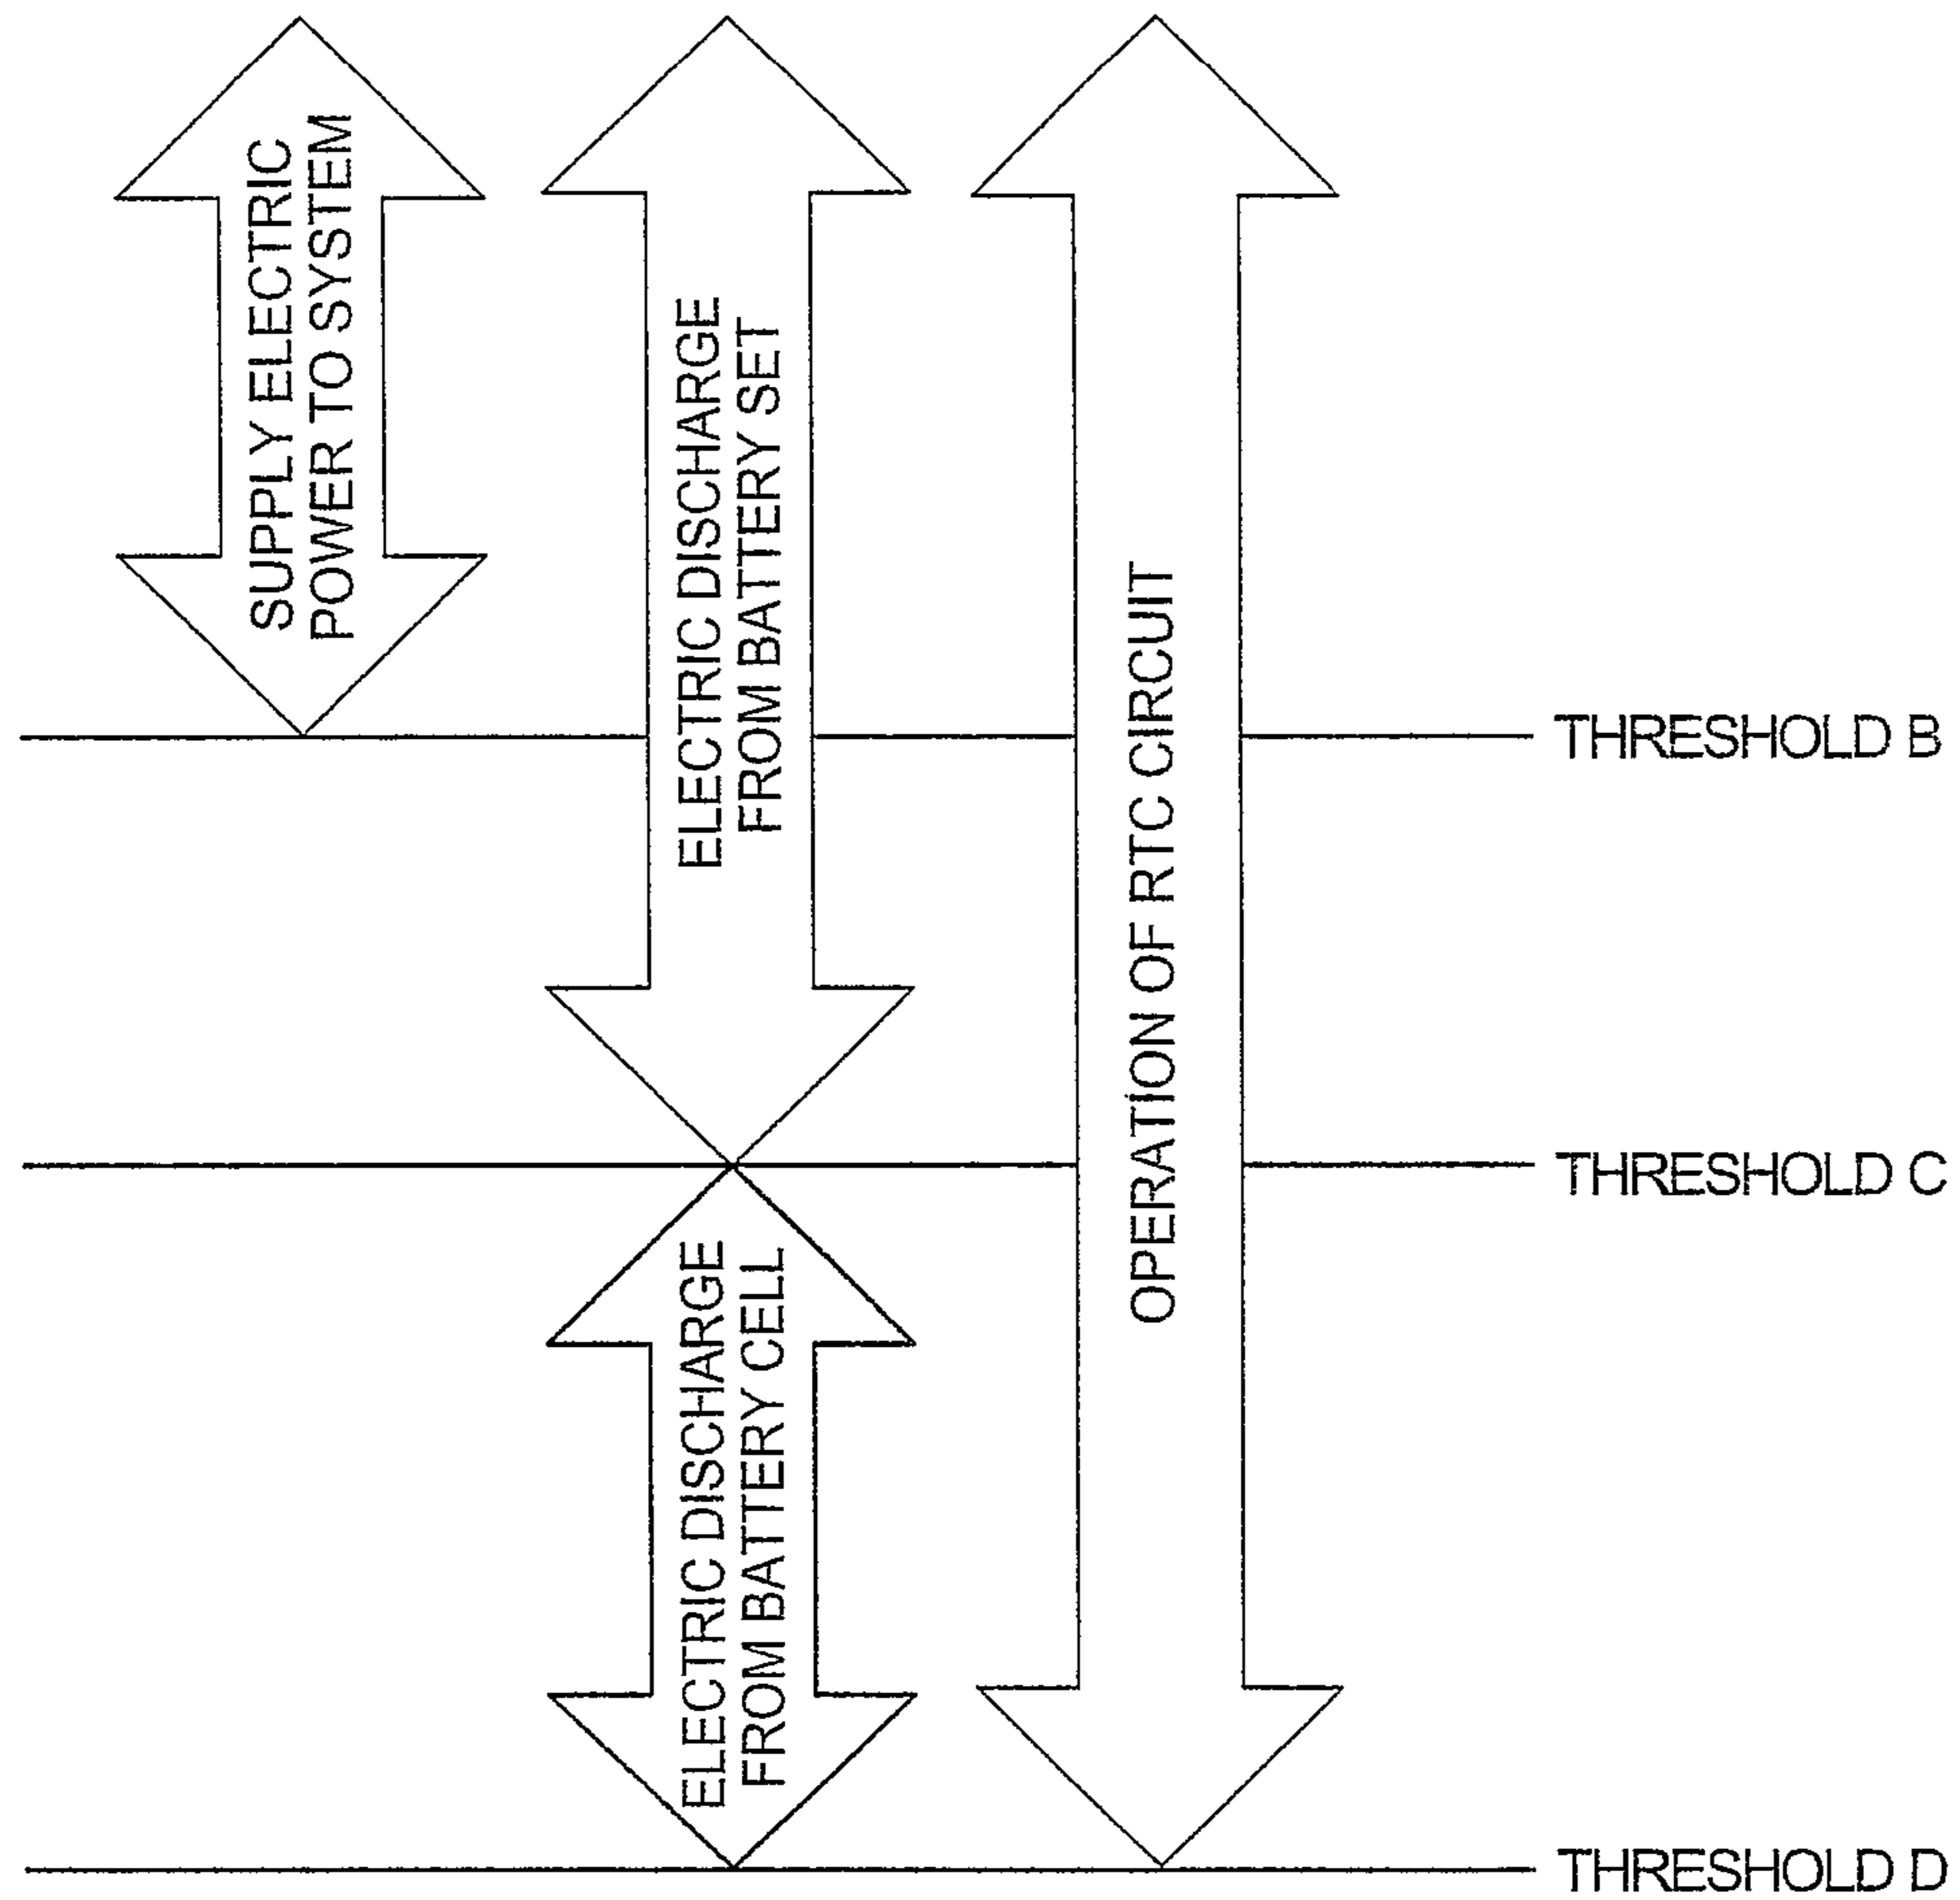 SUPPLY ELECTRIC
POWER TO SYSTEM
ELECTRIC DISCHARGE
FROM BATTERY SET
OPERATION OF RTC CIRCUIT
THRESHOLD B
THRESHOLD C
ELECTRIC DISCHARGE
FROM BATTERY CELL
THRESHOLD D